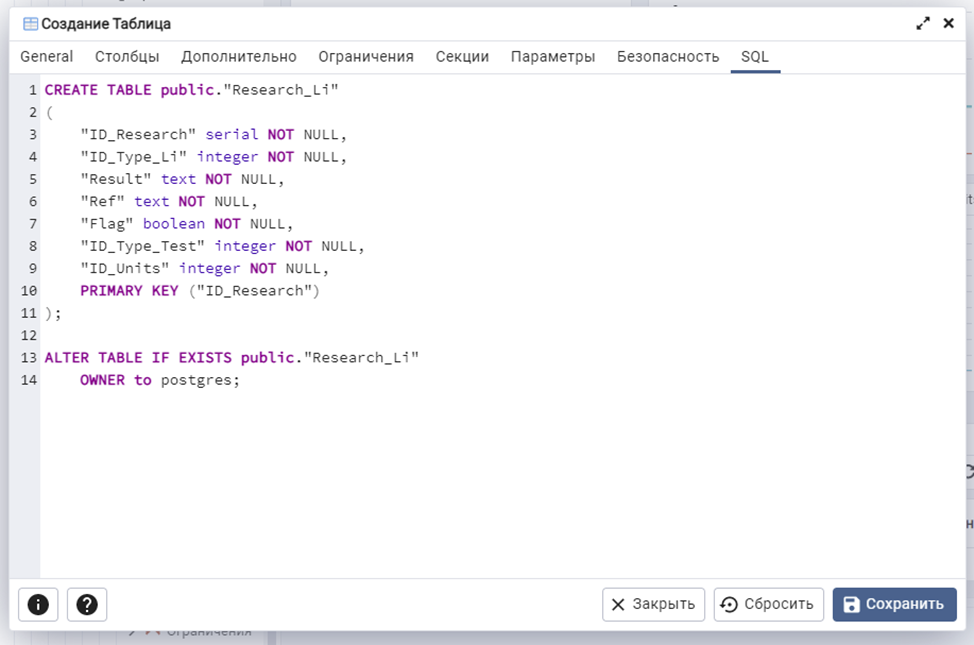 Создание Таблица
General Столбцы Дополнительно Ограничения Секции Параметры Безопасность SQL
1 CREATE TABLE public."Research_Li"
2 (
3 "ID_Research" serial NOT NULL,
4 "ID_Type_Li" integer NOT NULL,
5 "Result" text NOT NULL,
6 "Ref" text NOT NULL,
7 "Flag" boolean NOT NULL,
8 "ID_Type_Test" integer NOT NULL,
9 "ID_Units" integer NOT NULL,
10 PRIMARY KEY ("ID_Research")
11 );
12
13 ALTER TABLE IF EXISTS public."Research_Li"
14 OWNER to postgres;
Закрыть Сбросить Сохранить
Ограничения